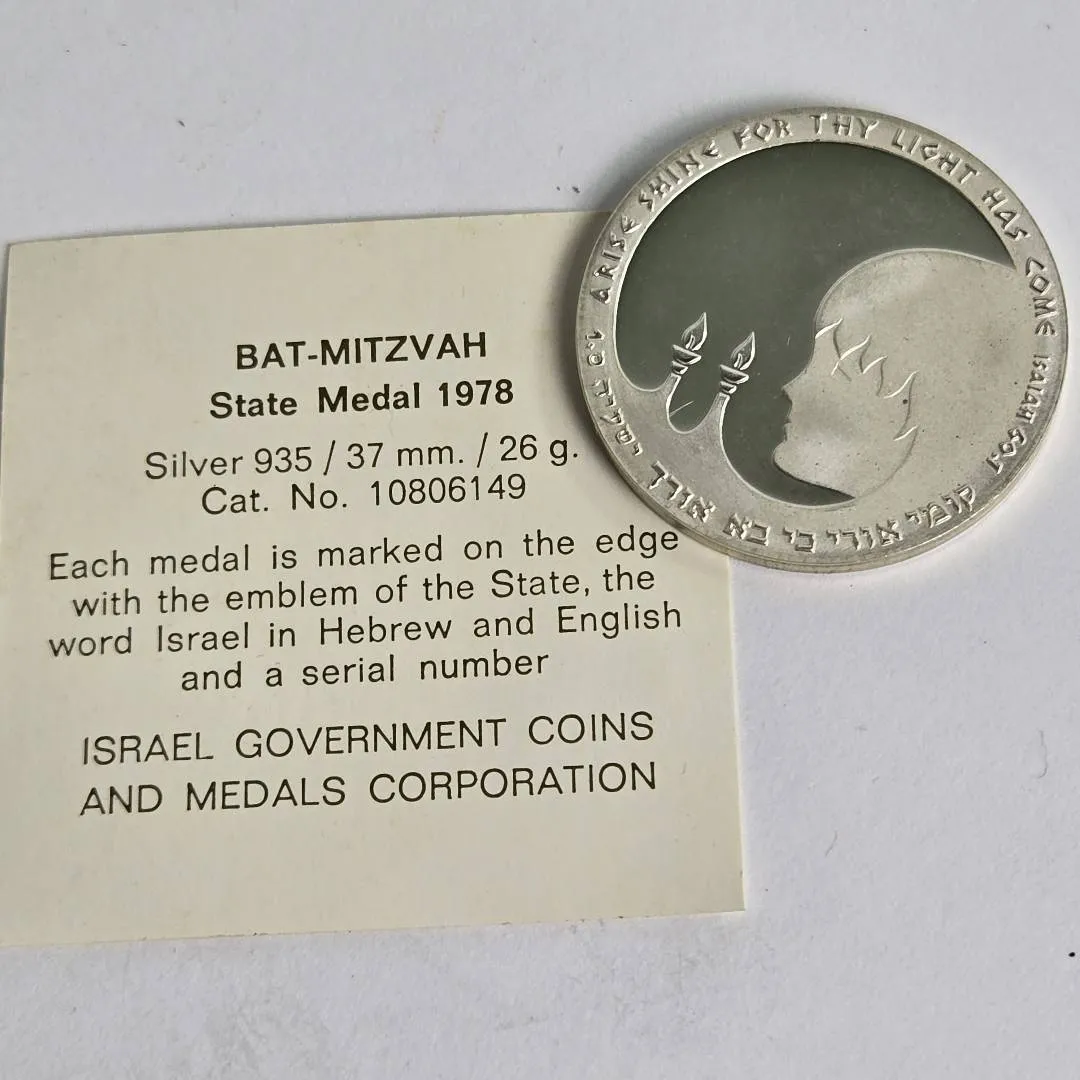 BAT-MITZVAH
State Medal 1978
Silver 935 / 37 mm. / 26 g.
Cat. No. 10806149
Each medal is marked on the edge
with the emblem of the State, the
word Israel in Hebrew and English
and a serial number
ISRAEL GOVERNMENT COINS
AND MEDALS CORPORATION
ARISE SHINE FOR THY LIGHT HAS COME ISAIAH 60:1
קומי אורי כי בא אורך ישעיה ס.1